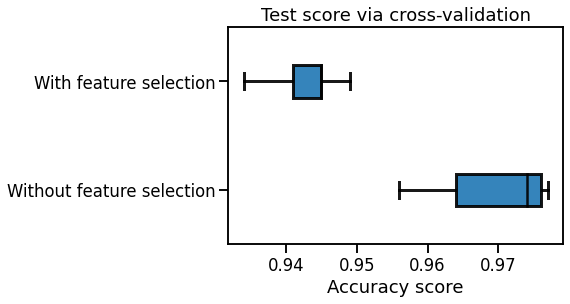 Test score via cross-validation
With feature selection
Without feature selection
0.94 0.95 0.96 0.97
Accuracy score